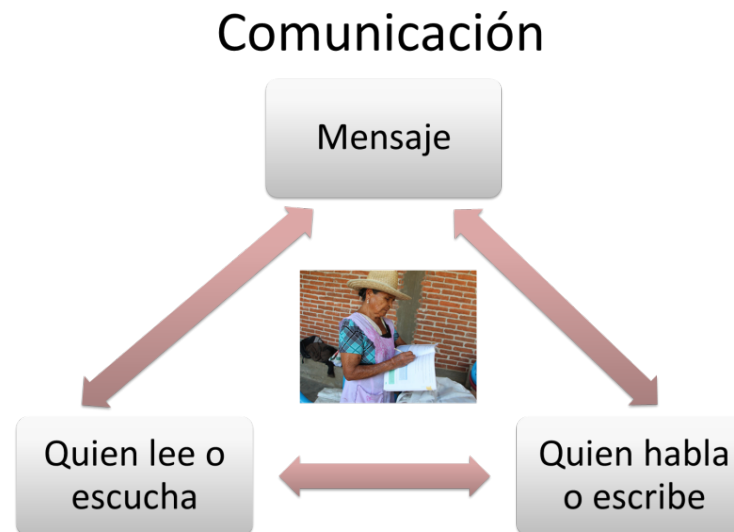 Comunicación
Mensaje
Quien lee o
escucha
Quien habla
o escribe